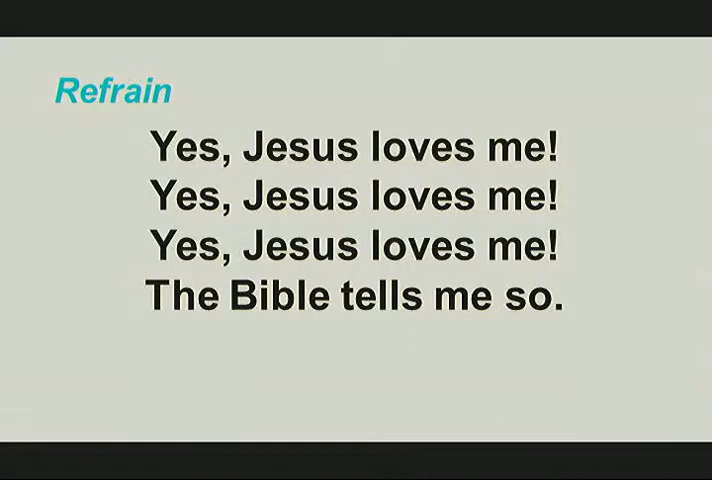 Refrain
Yes, Jesus loves me!
Yes, Jesus loves me!
Yes, Jesus loves me!
The Bible tells me so.